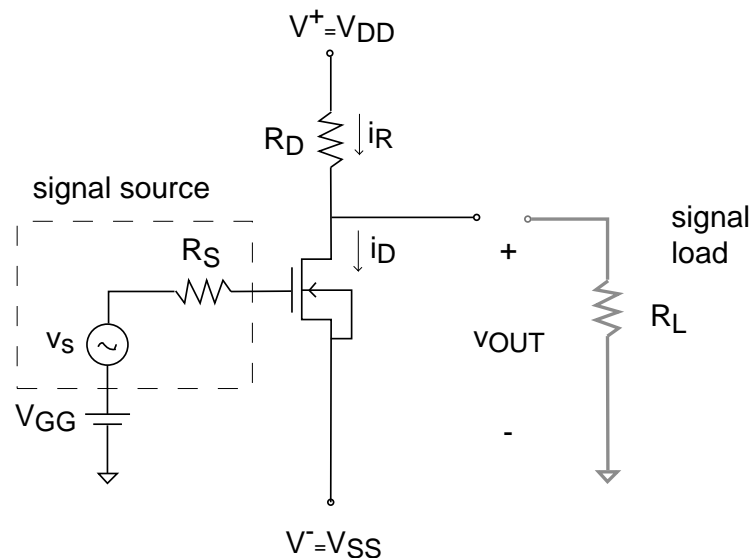 V+=VDD
RD
iR
signal source
signal
load
RS
iD
+
vs
vOUT
RL
VGG
-
V-=VSS